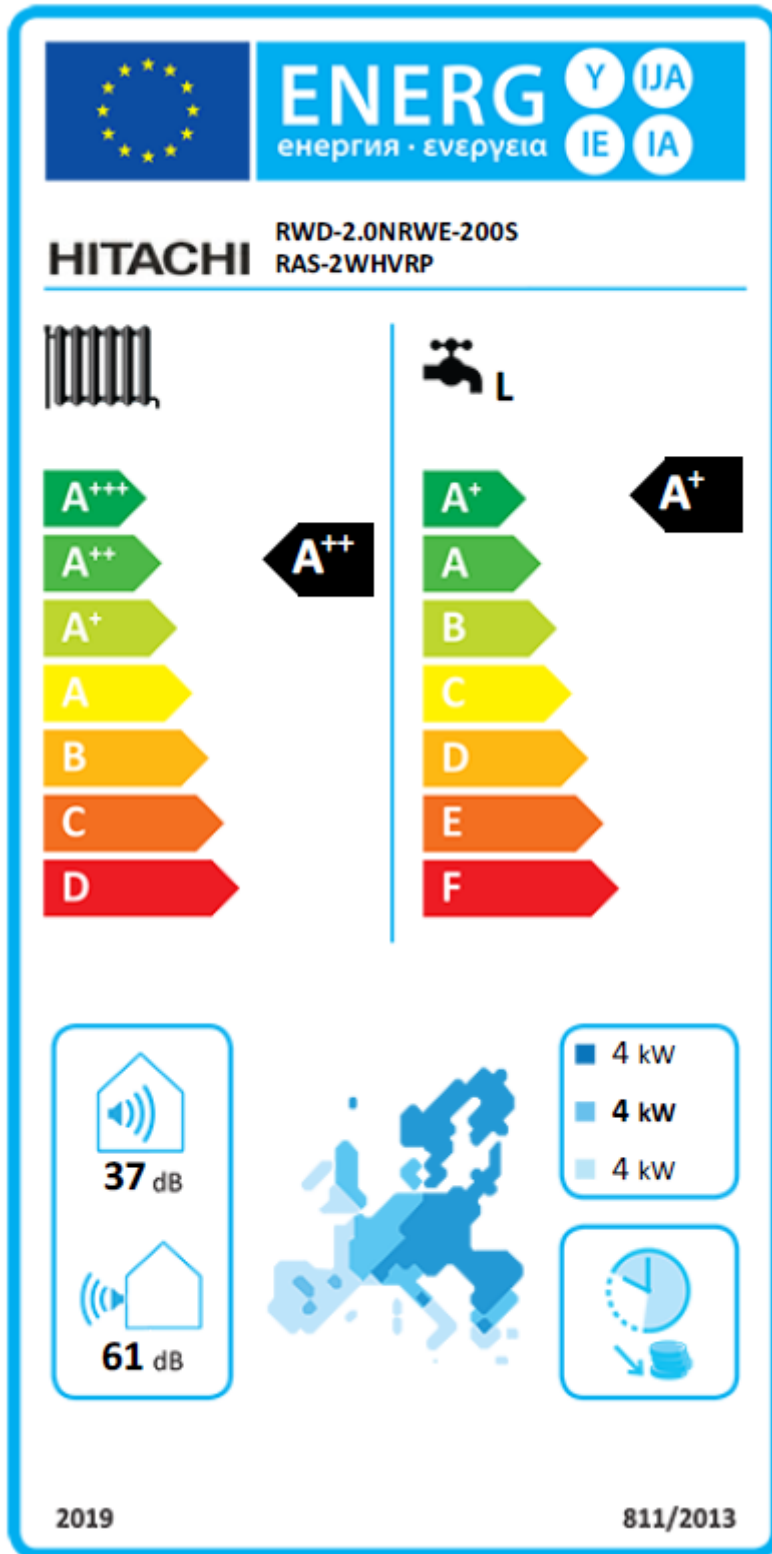 ENERG Y IJA
енергия · ενεργεια IE IA
HITACHI
RWD-2.0NRWE-200S
RAS-2WHVRP
L
A+++
A++
A+
A
B
C
D
A++
A+
A
B
C
D
E
F
A+
37 dB
61 dB
4 kW
4 kW
4 kW
2019
811/2013